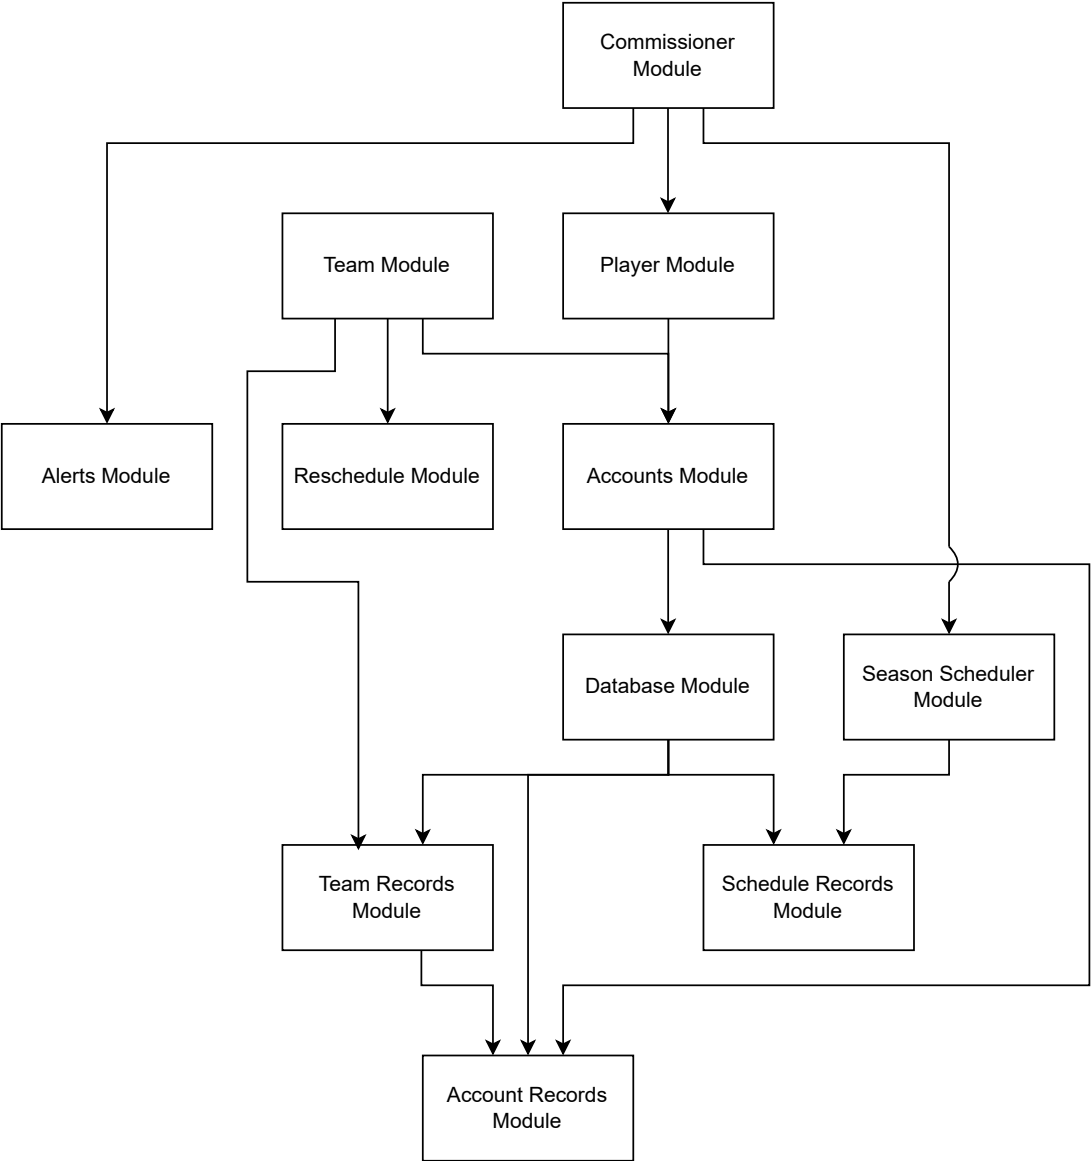 Commissioner
Module
Team Module
Player Module
Alerts Module
Reschedule Module
Accounts Module
Database Module
Season Scheduler
Module
Team Records
Module
Schedule Records
Module
Account Records
Module